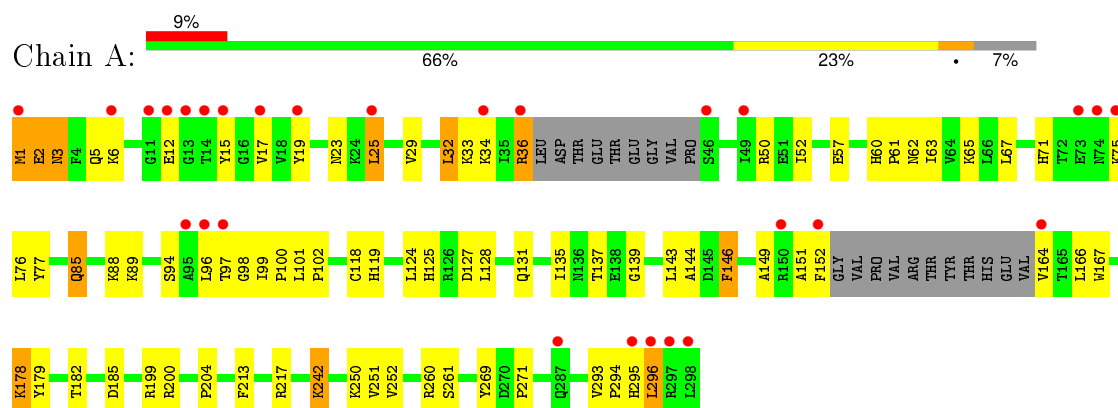 9%
Chain A:
66% 23% • 7%
M1 E2 N3 F4 Q5 K6 G11 E12 G13 T14 Y15 G16 V17 V18 Y19 N23 K24 L25 V29 L32 K33 K34 I35 R36 LEU ASP THR GLU THR GLU GLY VAL PRO S46 I49 R50 E51 I52 E57 H60 P61 N62 I63 V64 K65 L66 L67 H71 T72 E73 N74 K75
L76 Y77 Q85 K88 K89 S94 A95 L96 T97 G98 I99 P100 L101 P102 C118 H119 L124 H125 R126 D127 L128 Q131 I135 N136 T137 E138 G139 L143 A144 D145 F146 A149 R150 A151 F152 GLY VAL PRO VAL ARG THR TYR THR HIS GLU VAL V164 T165 L166 W167
K178 Y179 T182 D185 R199 R200 P204 F213 R217 K242 K250 V251 V252 R260 S261 Y269 D270 P271 Q287 V293 P294 H295 L296 R297 L298